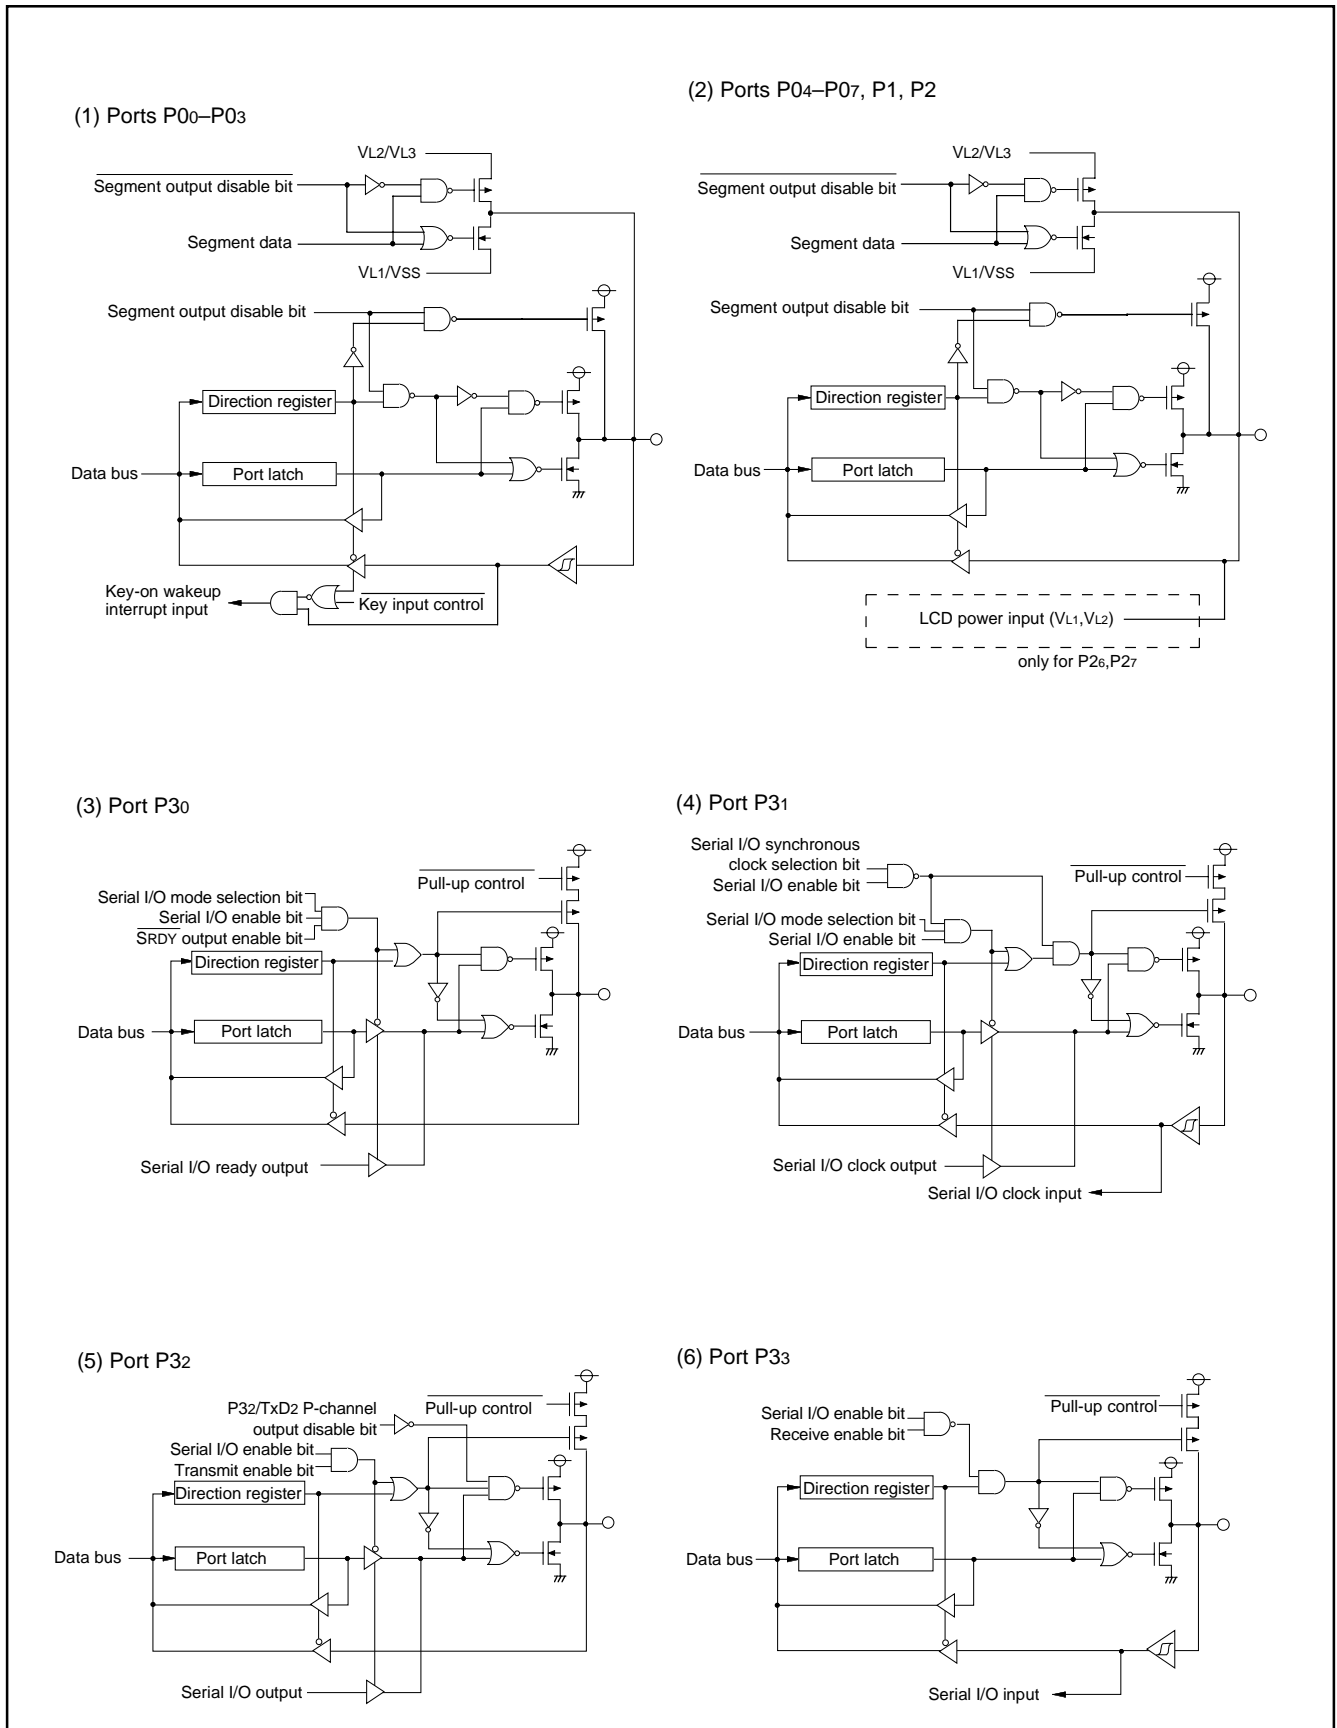 (1) Ports P00–P03
VL2/VL3
Segment output disable bit
Segment data
VL1/VSS
Segment output disable bit
Direction register
Data bus
Port latch
Key-on wakeup
interrupt input
Key input control
(2) Ports P04–P07, P1, P2
VL2/VL3
Segment output disable bit
Segment data
VL1/VSS
Segment output disable bit
Direction register
Data bus
Port latch
LCD power input (VL1,VL2)
only for P26,P27
(3) Port P30
Pull-up control
Serial I/O mode selection bit
Serial I/O enable bit
SRDY output enable bit
Direction register
Data bus
Port latch
Serial I/O ready output
(4) Port P31
Serial I/O synchronous
clock selection bit
Serial I/O enable bit
Pull-up control
Serial I/O mode selection bit
Serial I/O enable bit
Direction register
Data bus
Port latch
Serial I/O clock output
Serial I/O clock input
(5) Port P32
P32/TxD2 P-channel
output disable bit
Pull-up control
Serial I/O enable bit
Transmit enable bit
Direction register
Data bus
Port latch
Serial I/O output
(6) Port P33
Pull-up control
Serial I/O enable bit
Receive enable bit
Direction register
Data bus
Port latch
Serial I/O input